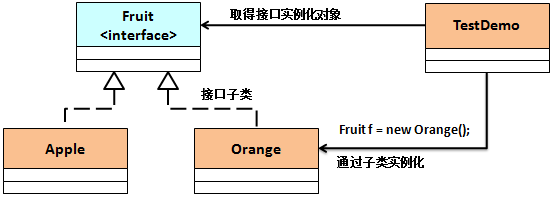 Fruit
<interface>
取得接口实例化对象
TestDemo
接口子类
Apple
Orange
Fruit f = new Orange();
通过子类实例化